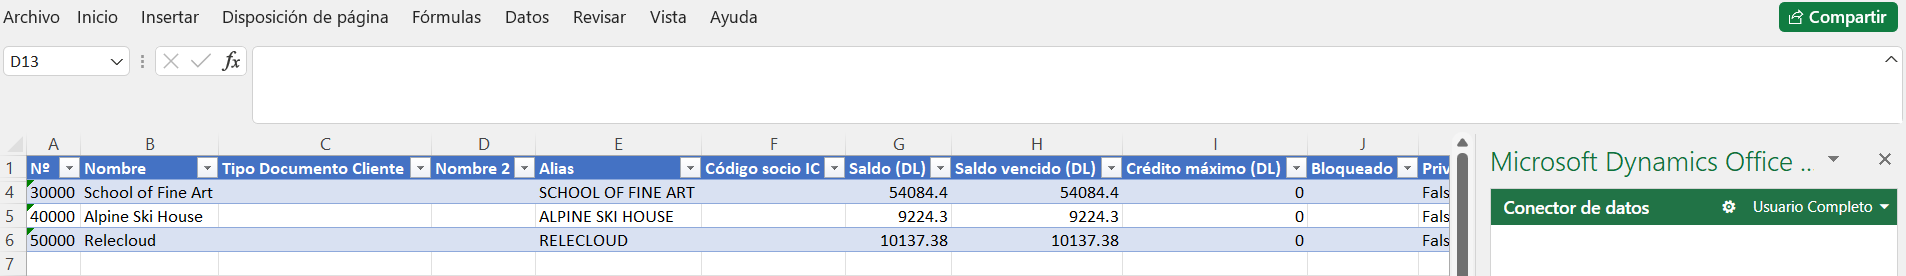 Archivo Inicio Insertar Disposición de página Fórmulas Datos Revisar Vista Ayuda Compartir
D13 fx
A B C D E F G H I J
1 Nº Nombre Tipo Documento Cliente Nombre 2 Alias Código socio IC Saldo (DL) Saldo vencido (DL) Crédito máximo (DL) Bloqueado Priv
4 30000 School of Fine Art SCHOOL OF FINE ART 54084.4 54084.4 0 Fals
5 40000 Alpine Ski House ALPINE SKI HOUSE 9224.3 9224.3 0 Fals
6 50000 Relecloud RELECLOUD 10137.38 10137.38 0 Fals
7
Microsoft Dynamics Office ..
Conector de datos Usuario Completo